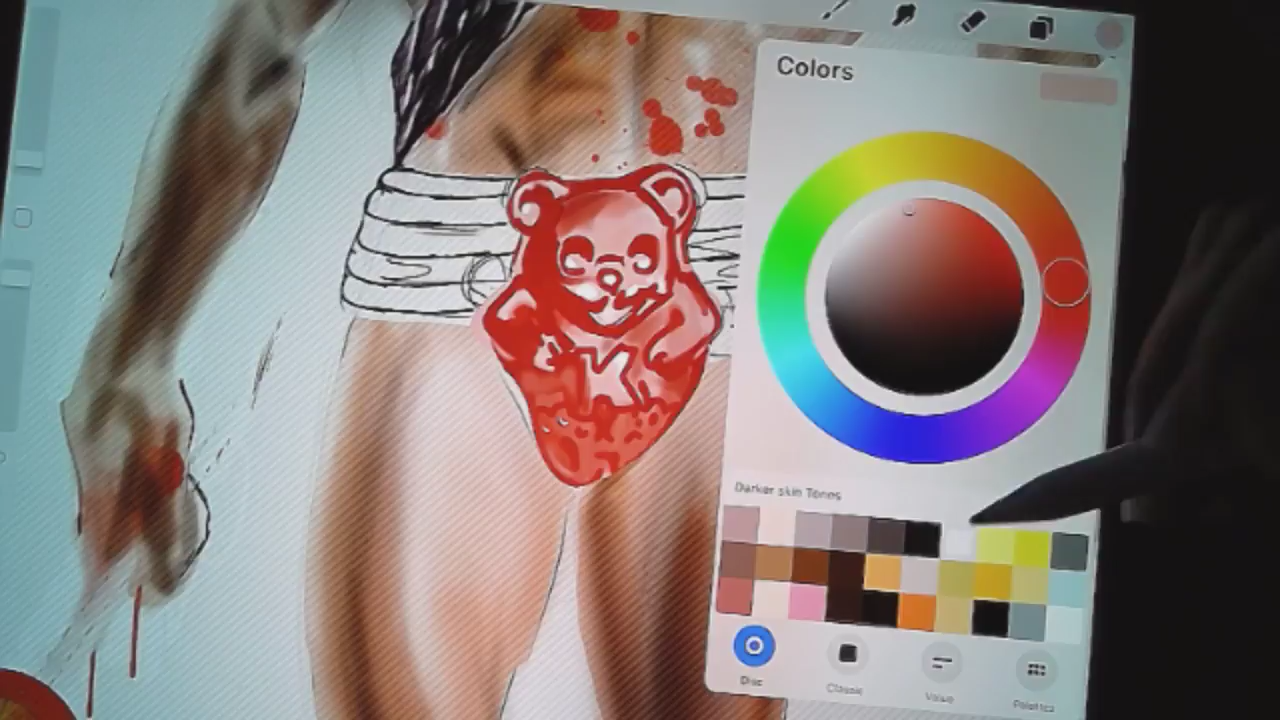 Colors
Darker skin Tones
Disc
Classic
Value
Palettes